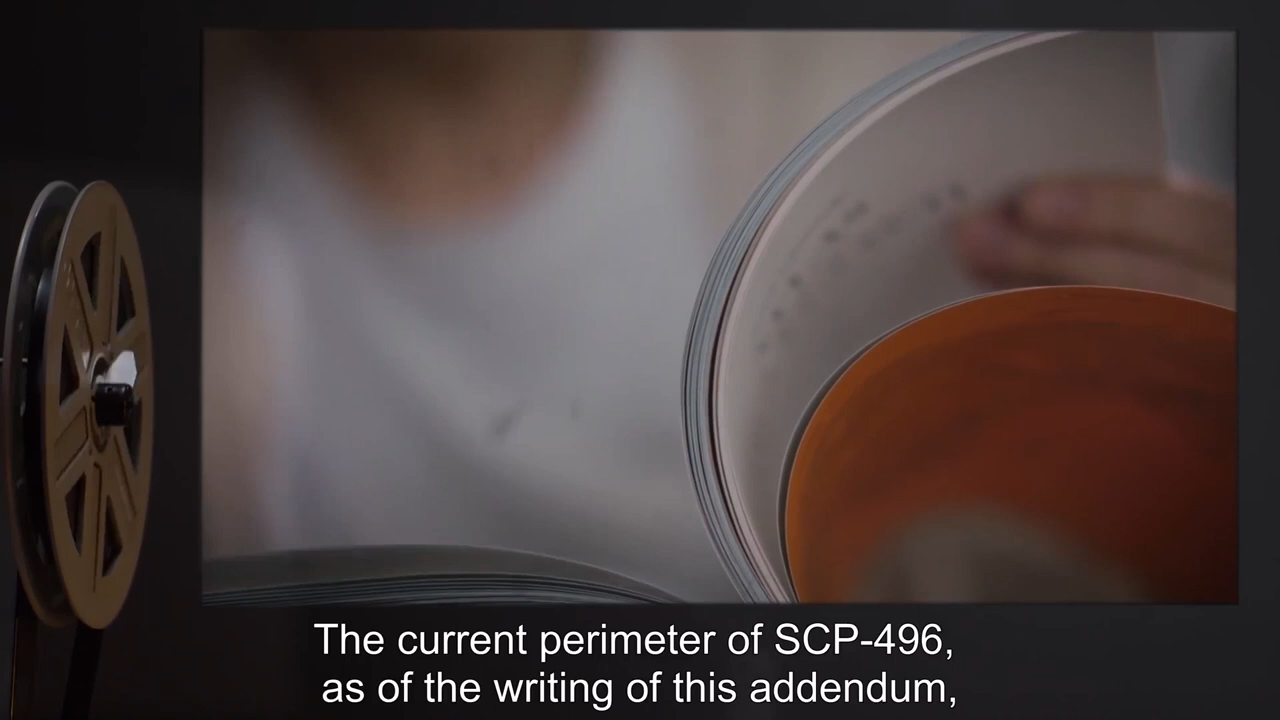 The current perimeter of SCP-496,
as of the writing of this addendum,